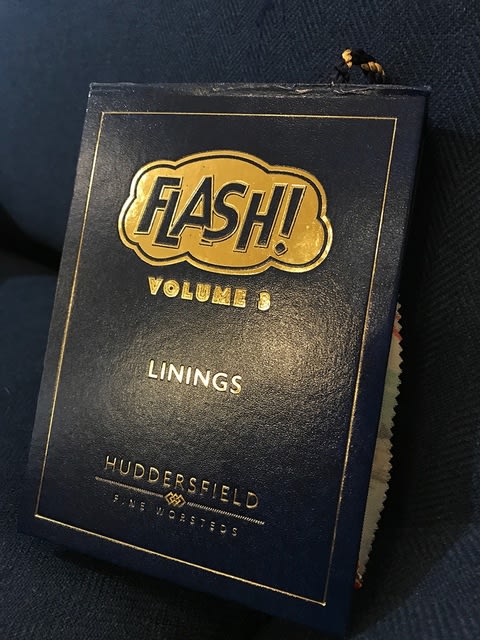 FLASH!
VOLUME 3
LININGS
HUDDERSFIELD
FINE WORSTEDS